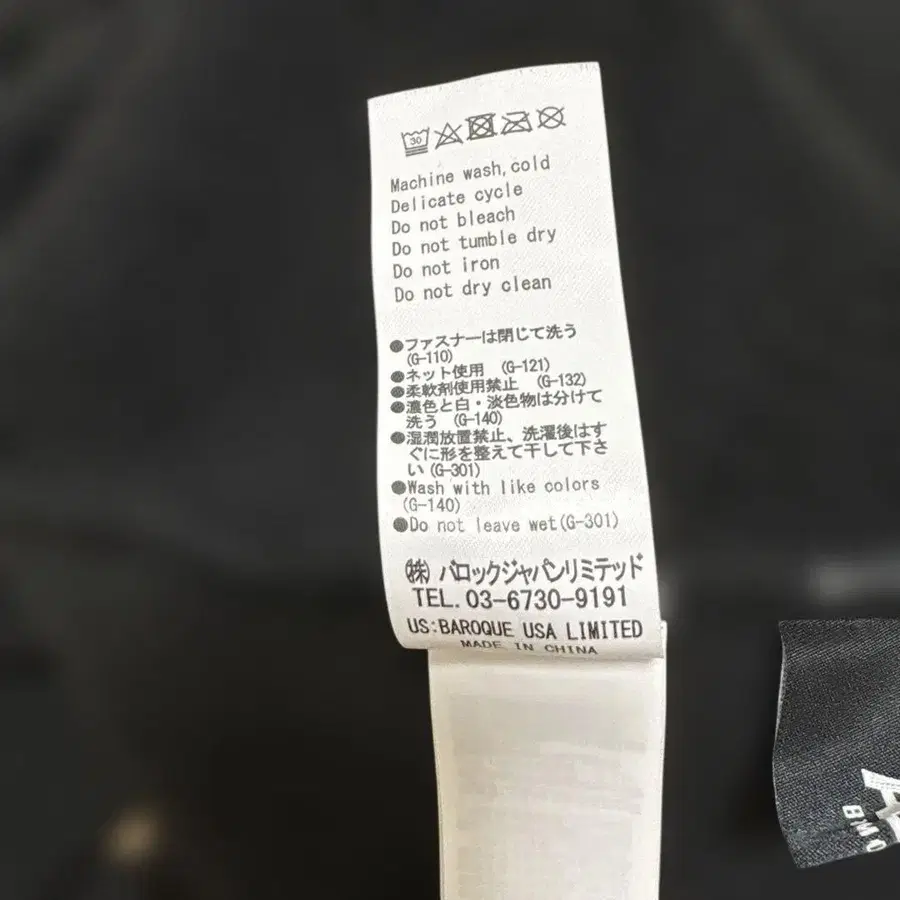 30
Machine wash,cold
Delicate cycle
Do not bleach
Do not tumble dry
Do not iron
Do not dry clean
●ファスナーは閉じて洗う
(G-110)
●ネット使用 (G-121)
●柔軟剤使用禁止 (G-132)
●濃色と白・淡色物は分けて
洗う (G-140)
●湿潤放置禁止、洗濯後はす
ぐに形を整えて干して下さ
い(G-301)
●Wash with like colors
(G-140)
●Do not leave wet(G-301)
㈱ バロックジャパンリミテッド
TEL. 03-6730-9191
US:BAROQUE USA LIMITED
MADE IN CHINA